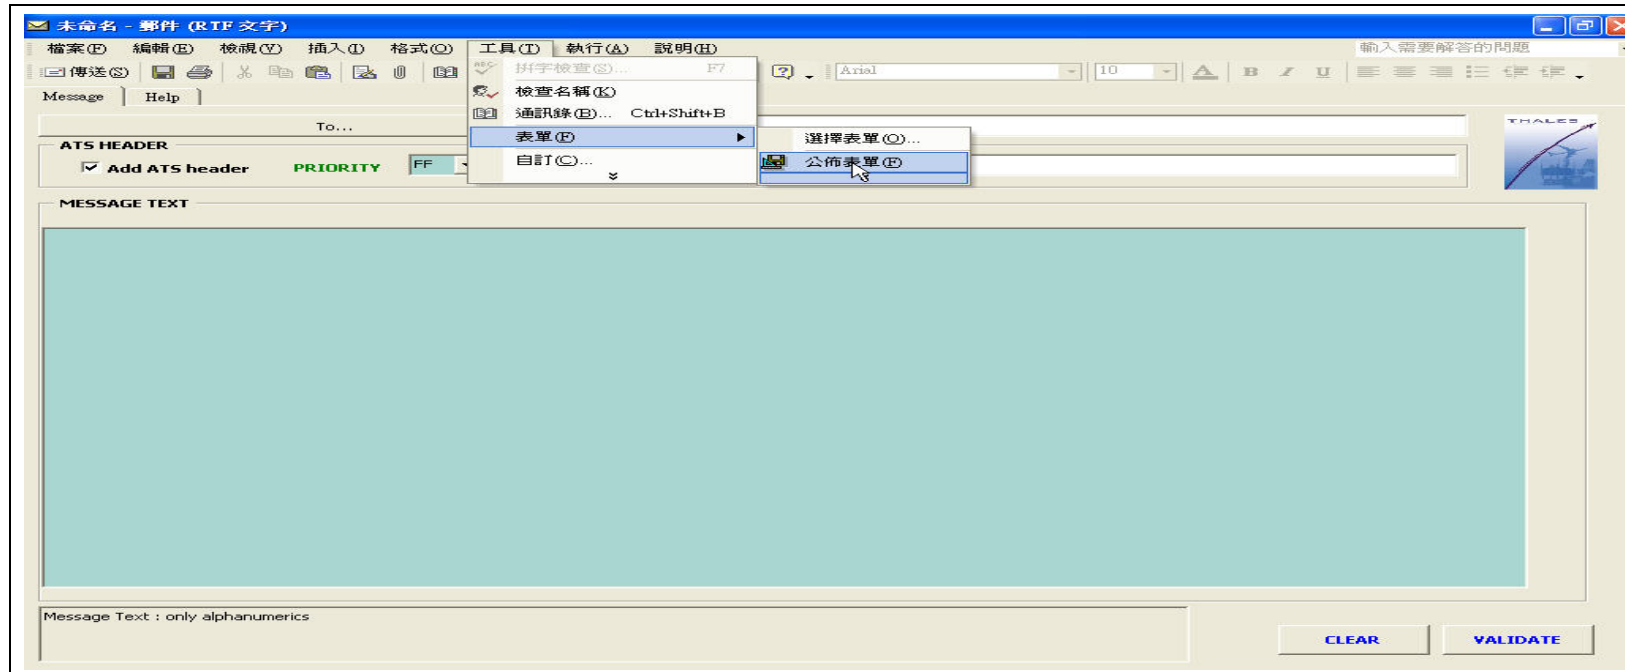 未命名 - 郵件 (RTF 文字)
檔案(F) 編輯(E) 檢視(V) 插入(I) 格式(O) 工具(T) 執行(A) 說明(H) 輸入需要解答的問題
傳送(S) 拼字檢查(S)... F7 Arial 10 A B I U
Message Help 檢查名稱(K)
通訊錄(B)... Ctrl+Shift+B
To... 表單(F) 選擇表單(O)... THALES
ATS HEADER
Add ATS header PRIORITY FF 自訂(C)... 公佈表單(F)
MESSAGE TEXT
Message Text : only alphanumerics
CLEAR VALIDATE